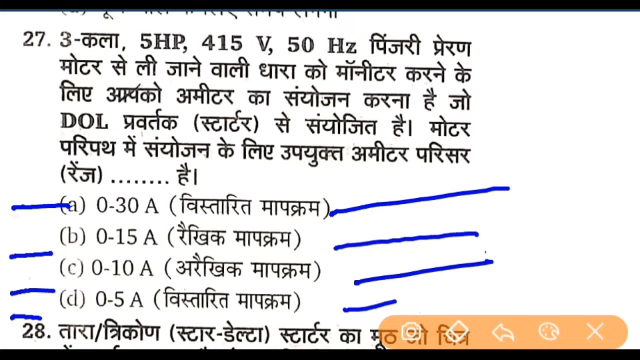 27. 3-कला, 5HP, 415 V, 50 Hz पिंजरी प्रेरण
मोटर से ली जाने वाली धारा को मॉनीटर करने के
लिए आपको अमीटर का संयोजन करना है जो
DOL प्रवर्तक (स्टार्टर) से संयोजित है। मोटर
परिपथ में संयोजन के लिए उपयुक्त अमीटर परिसर
(रेंज) ........ है।
(a) 0-30 A (विस्तारित मापक्रम)
(b) 0-15 A (रैखिक मापक्रम)
(c) 0-10 A (अरैखिक मापक्रम)
(d) 0-5 A (विस्तारित मापक्रम)
28. तारा/त्रिकोण (स्टार-डेल्टा) स्टार्टर का